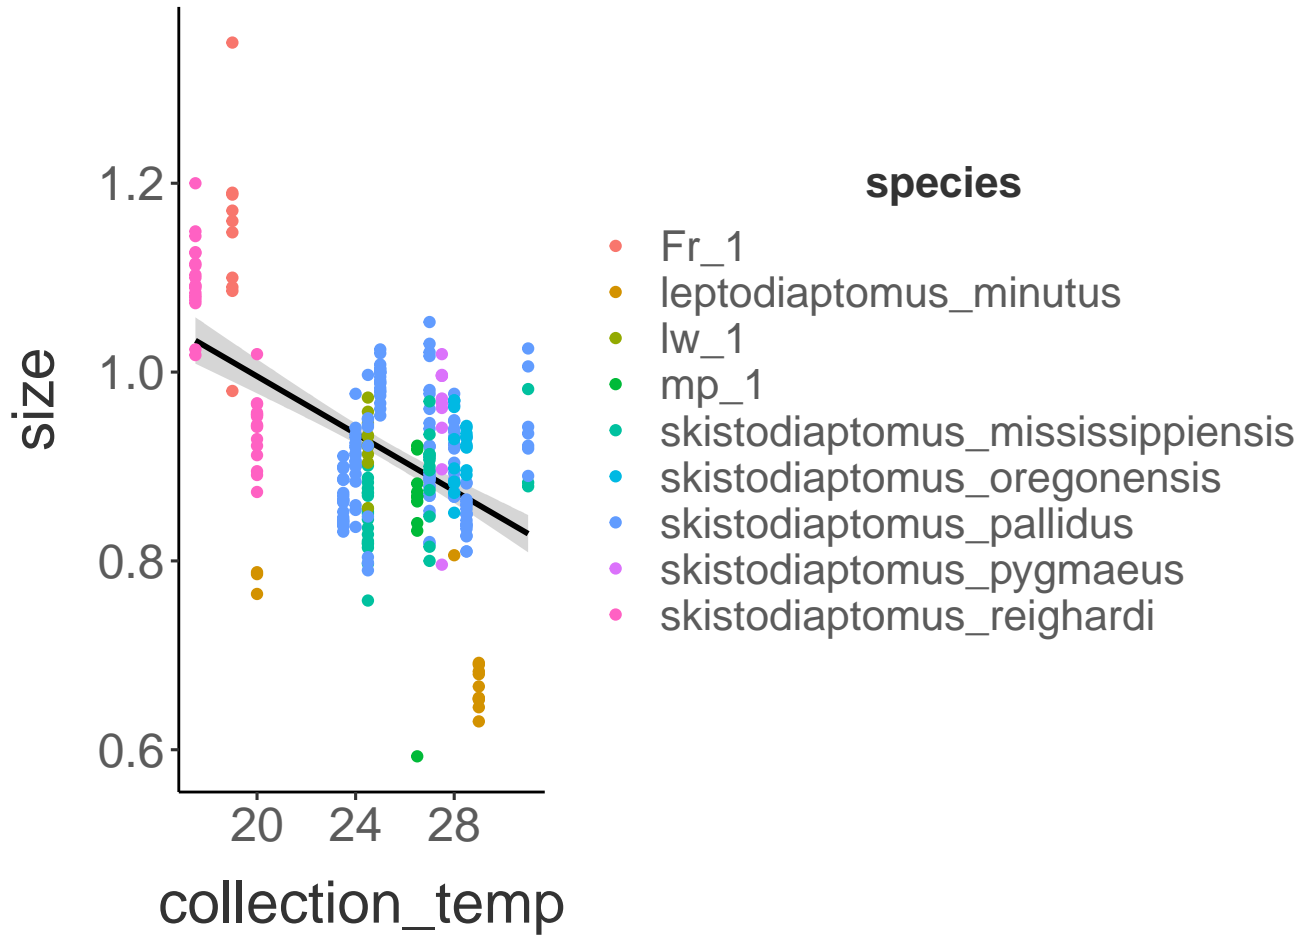 size
1.2
1.0
0.8
0.6
20 24 28
collection_temp
species
Fr_1
leptodiaptomus_minutus
lw_1
mp_1
skistodiaptomus_mississippiensis
skistodiaptomus_oregonensis
skistodiaptomus_pallidus
skistodiaptomus_pygmaeus
skistodiaptomus_reighardi